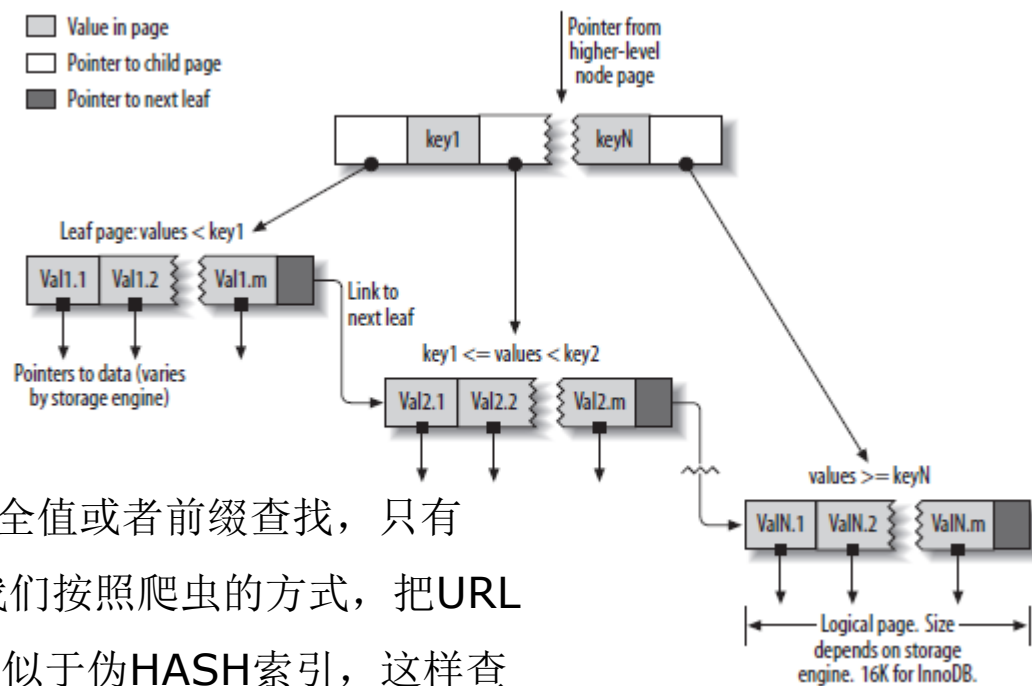 Value in page
Pointer to child page
Pointer to next leaf
Pointer from
higher-level
node page
key1
keyN
Leaf page: values < key1
Val1.1
Val1.2
Val1.m
Link to
next leaf
Pointers to data (varies
by storage engine)
key1 <= values < key2
Val2.1
Val2.2
Val2.m
values >= keyN
ValN.1
ValN.2
ValN.m
Logical page. Size
depends on storage
engine. 16K for InnoDB.
全值或者前缀查找，只有
我们按照爬虫的方式，把URL
似于伪HASH索引，这样查